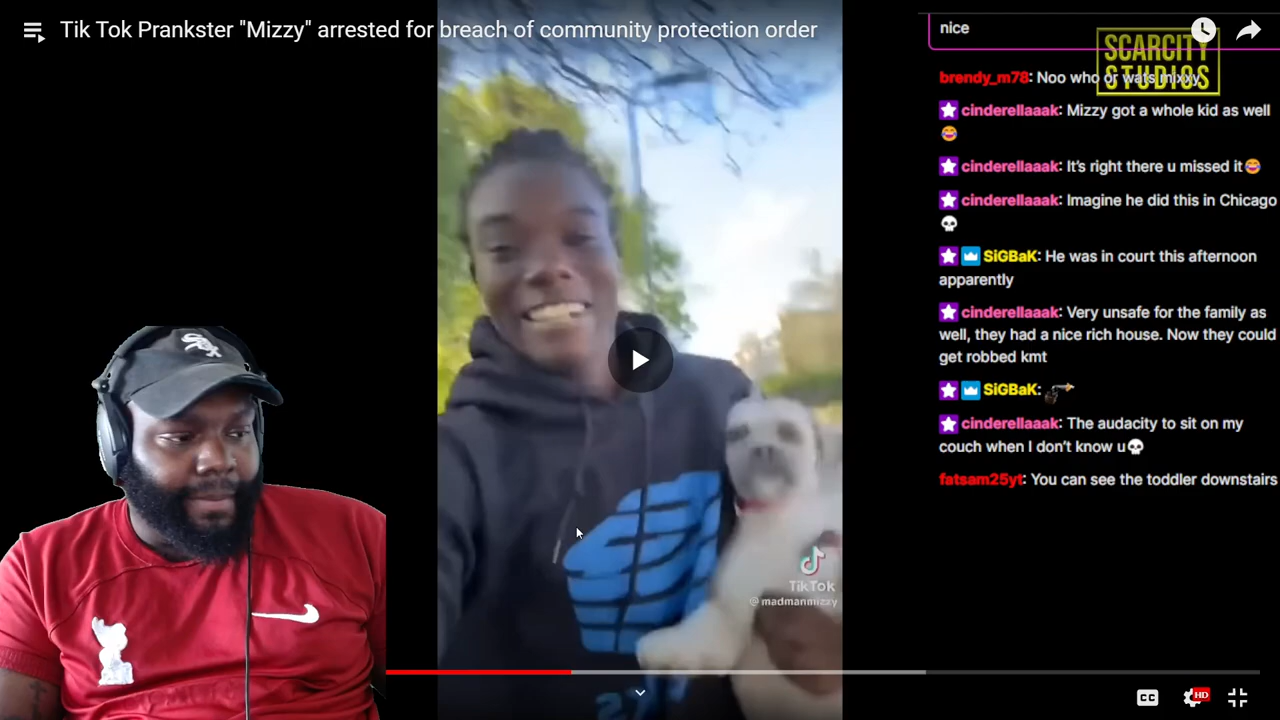 Tik Tok Prankster "Mizzy" arrested for breach of community protection order
nice
SCARCITY
STUDIOS
brendy_m78: Noo who or wats mixxy
cinderellaaak: Mizzy got a whole kid as well
😂
cinderellaaak: It's right there u missed it😂
cinderellaaak: Imagine he did this in Chicago
💀
SiGBaK: He was in court this afternoon
apparently
cinderellaaak: Very unsafe for the family as
well, they had a nice rich house. Now they could
get robbed kmt
SiGBaK:
cinderellaaak: The audacity to sit on my
couch when I don't know u💀
fatsam25yt: You can see the toddler downstairs
TikTok
@madmanmizzy
CC
HD